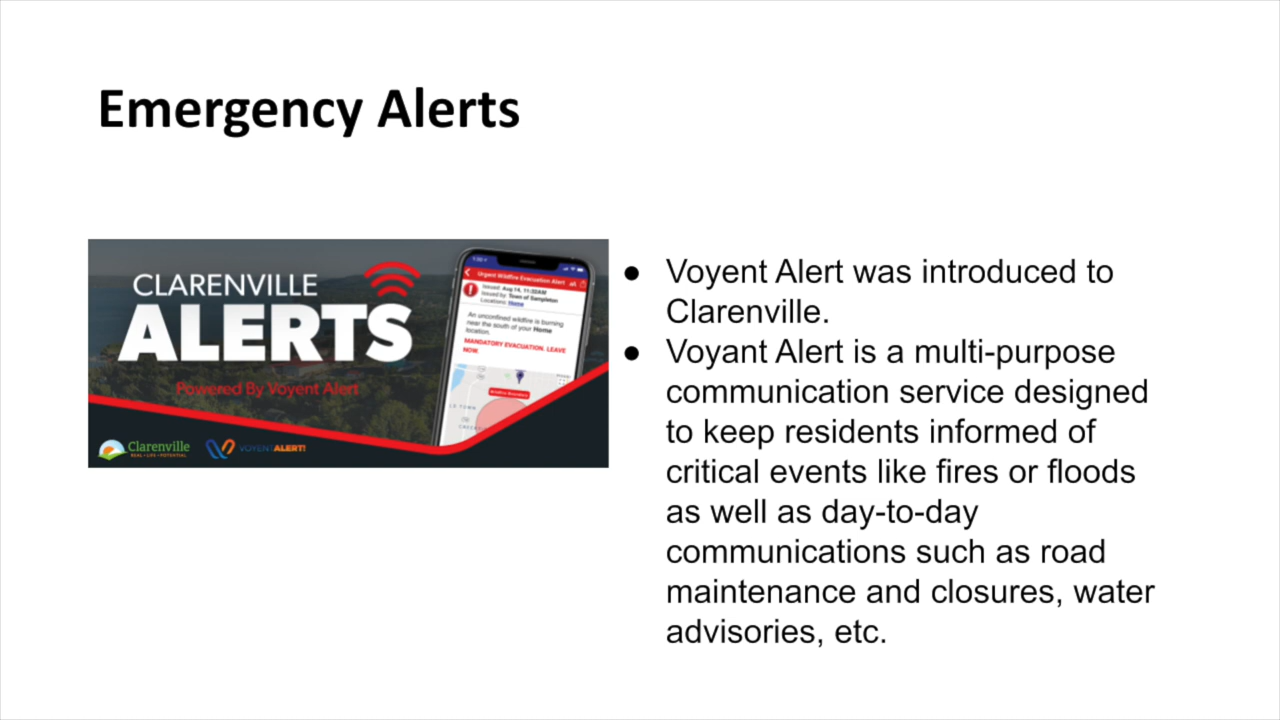 Emergency Alerts
CLARENVILLE
ALERTS
Powered By Voyent Alert
Clarenville
REAL • LIFE • POTENTIAL
VOYENT ALERT!
Urgent Wildfire Evacuation Alert
Issued: Aug 14, 11:32AM
Issued by: Town of Sampleton
Locations: Home
An unconfined wildfire is burning
near the south of your Home
location.
MANDATORY EVACUATION. LEAVE
NOW.
● Voyent Alert was introduced to
Clarenville.
● Voyant Alert is a multi-purpose
communication service designed
to keep residents informed of
critical events like fires or floods
as well as day-to-day
communications such as road
maintenance and closures, water
advisories, etc.